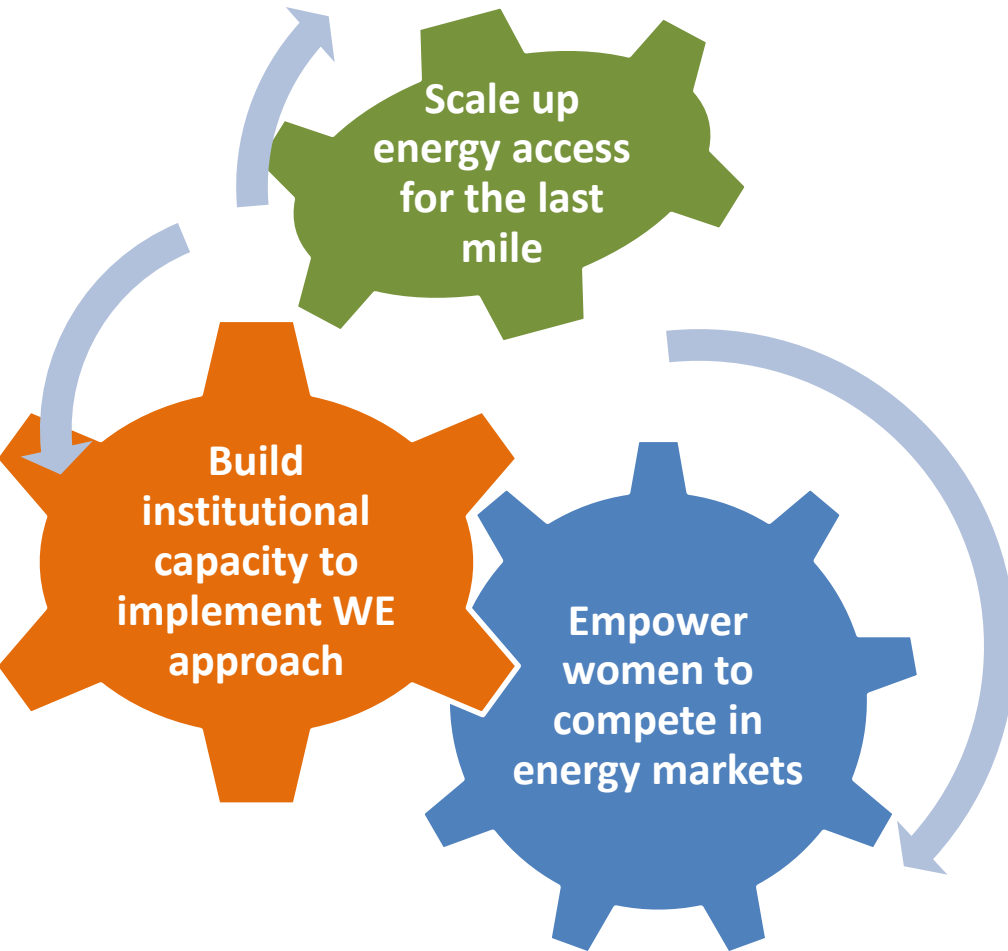 Scale up
energy access
for the last
mile
Build
institutional
capacity to
implement WE
approach
Empower
women to
compete in
energy markets